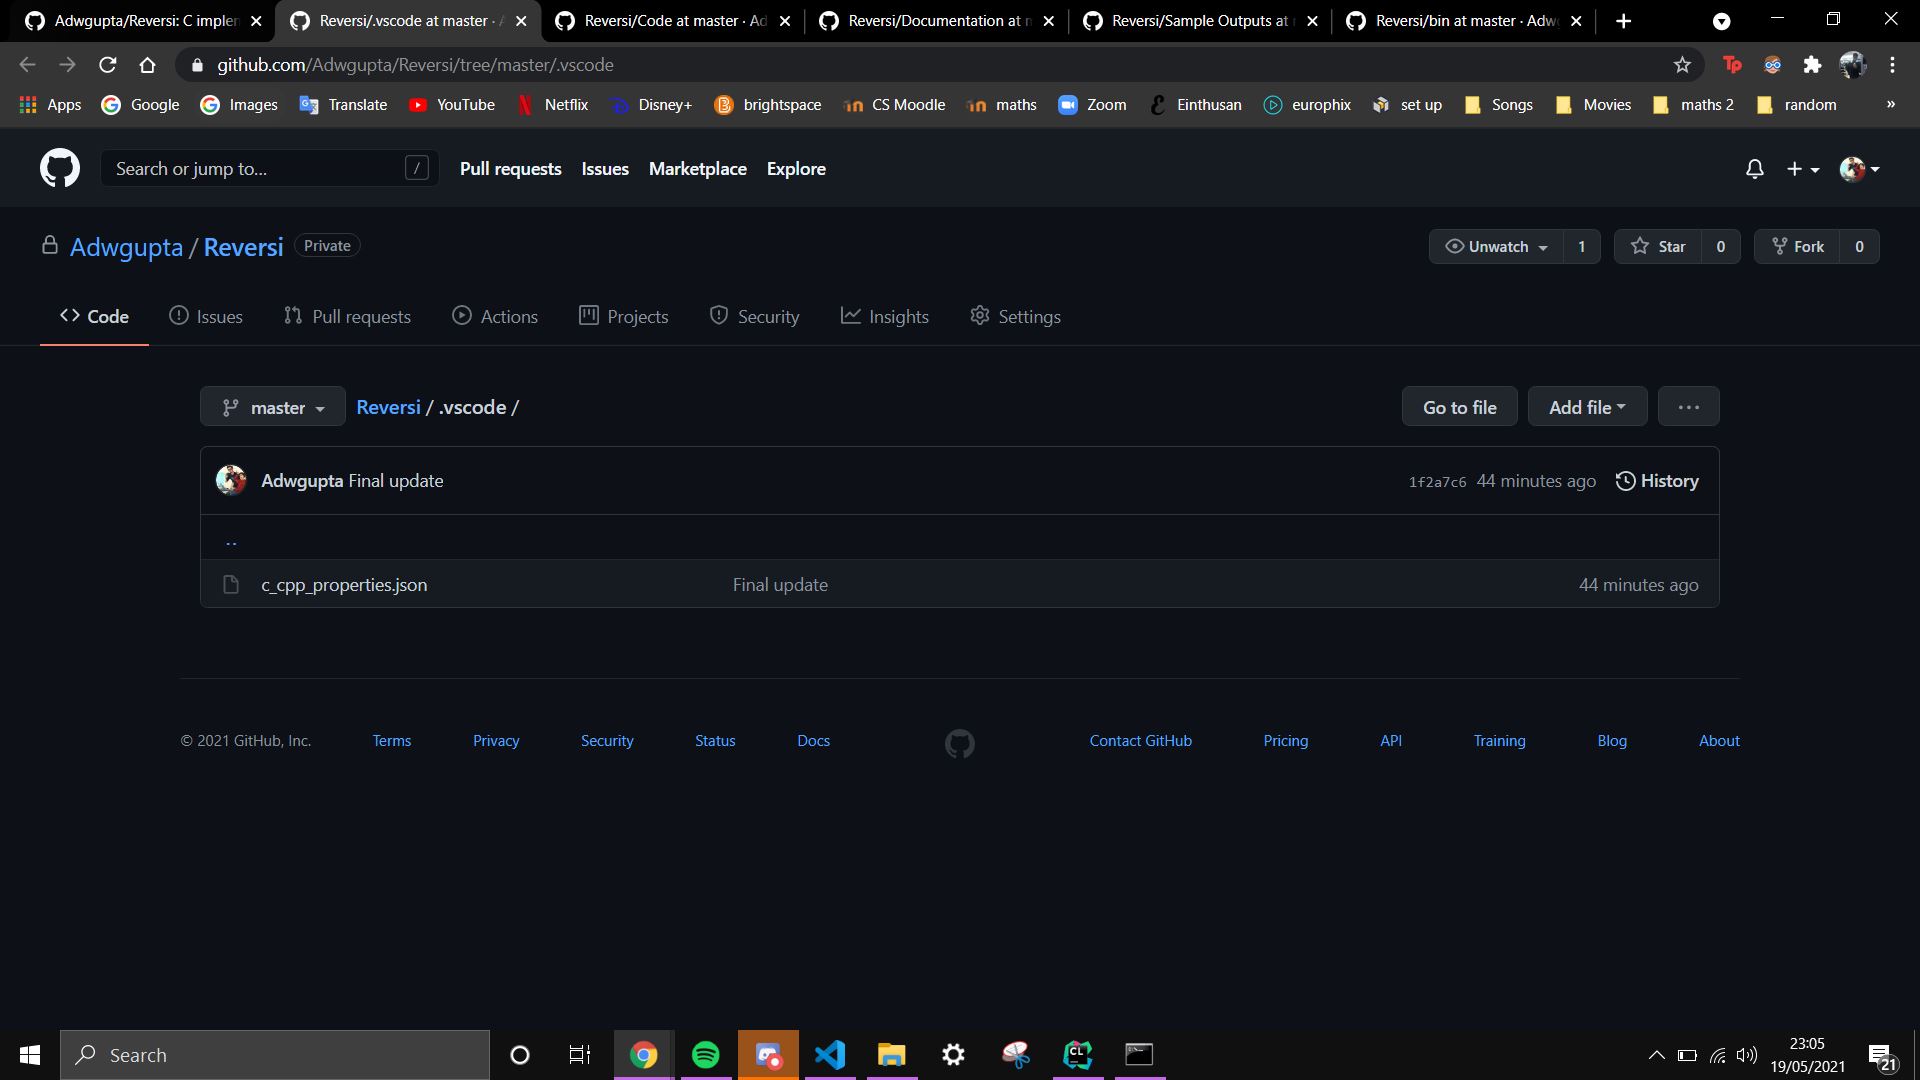 Adwgupta/Reversi: C implem
Reversi/.vscode at master · A
Reversi/Code at master · Ad
Reversi/Documentation at m
Reversi/Sample Outputs at
Reversi/bin at master · Adw
github.com/Adwgupta/Reversi/tree/master/.vscode
Apps Google Images Translate YouTube Netflix Disney+ brightspace CS Moodle maths Zoom Einthusan europhix set up Songs Movies maths 2 random »
Search or jump to... / Pull requests Issues Marketplace Explore
Adwgupta / Reversi Private
Unwatch 1 Star 0 Fork 0
Code Issues Pull requests Actions Projects Security Insights Settings
master Reversi / .vscode / Go to file Add file ...
Adwgupta Final update 1f2a7c6 44 minutes ago History
..
c_cpp_properties.json Final update 44 minutes ago
© 2021 GitHub, Inc. Terms Privacy Security Status Docs Contact GitHub Pricing API Training Blog About
Search
23:05
19/05/2021
21